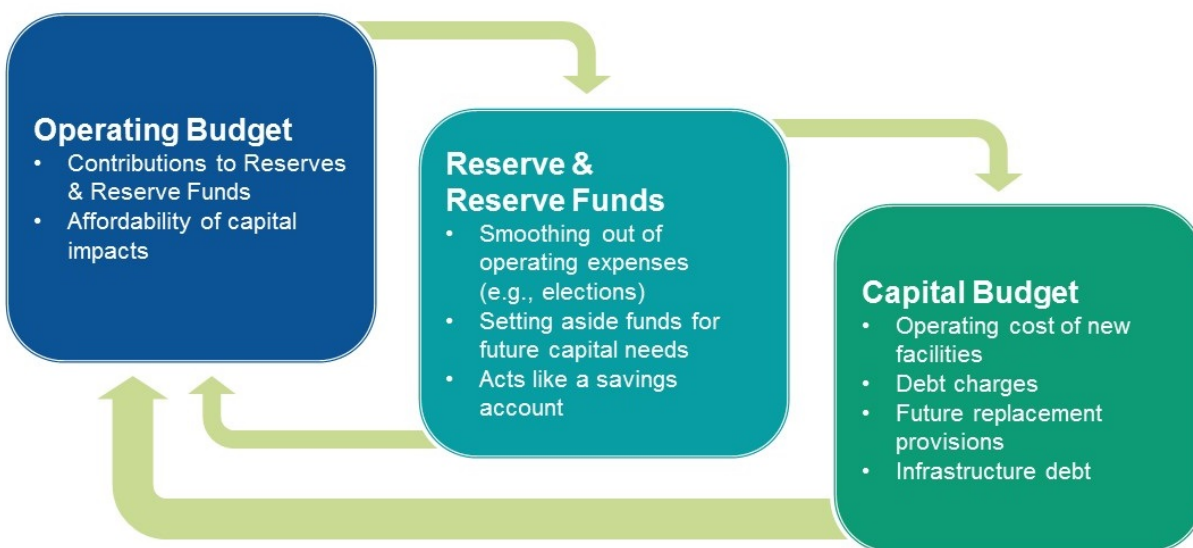 Operating Budget
• Contributions to Reserves
& Reserve Funds
• Affordability of capital
impacts
Reserve &
Reserve Funds
• Smoothing out of
operating expenses
(e.g., elections)
• Setting aside funds for
future capital needs
• Acts like a savings
account
Capital Budget
• Operating cost of new
facilities
• Debt charges
• Future replacement
provisions
• Infrastructure debt